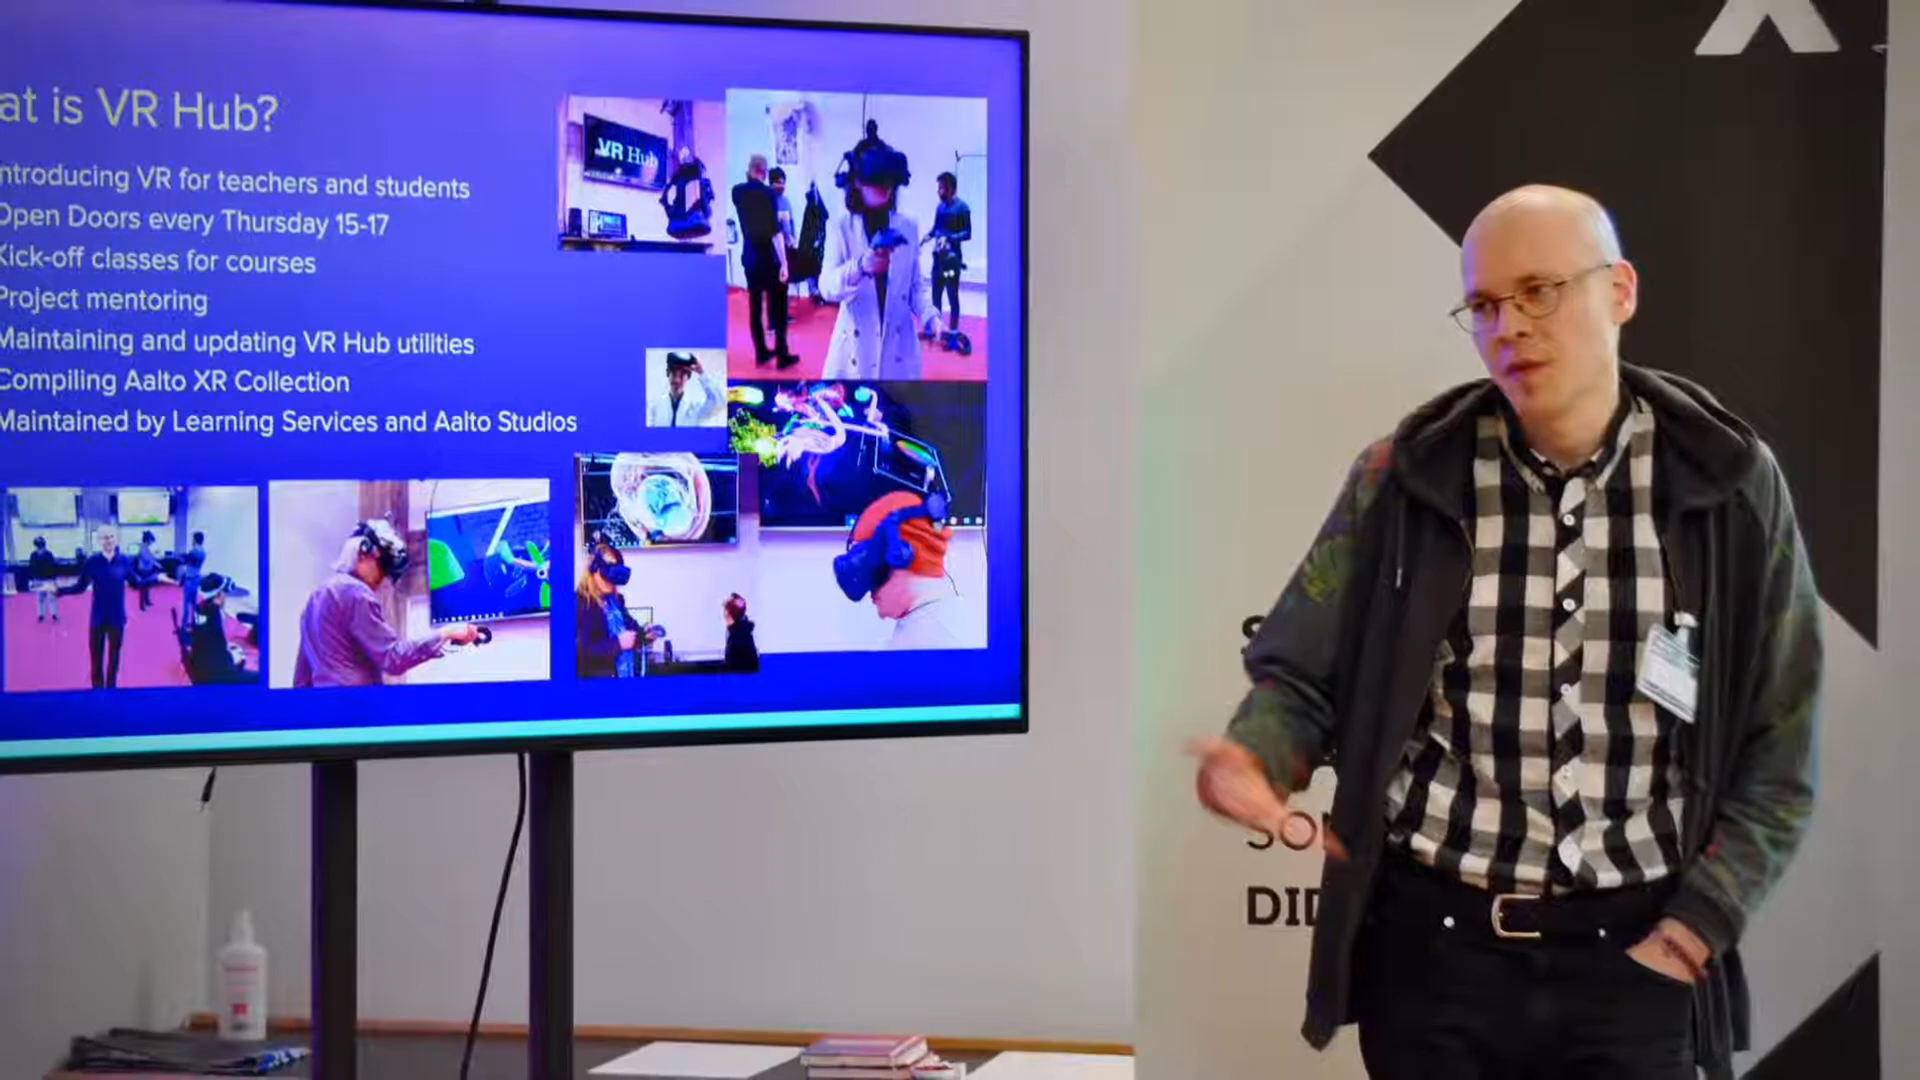 at is VR Hub?
ntroducing VR for teachers and students
Open Doors every Thursday 15-17
Kick-off classes for courses
Project mentoring
Maintaining and updating VR Hub utilities
Compiling Aalto XR Collection
Maintained by Learning Services and Aalto Studios
VR Hub
S
SO
DID